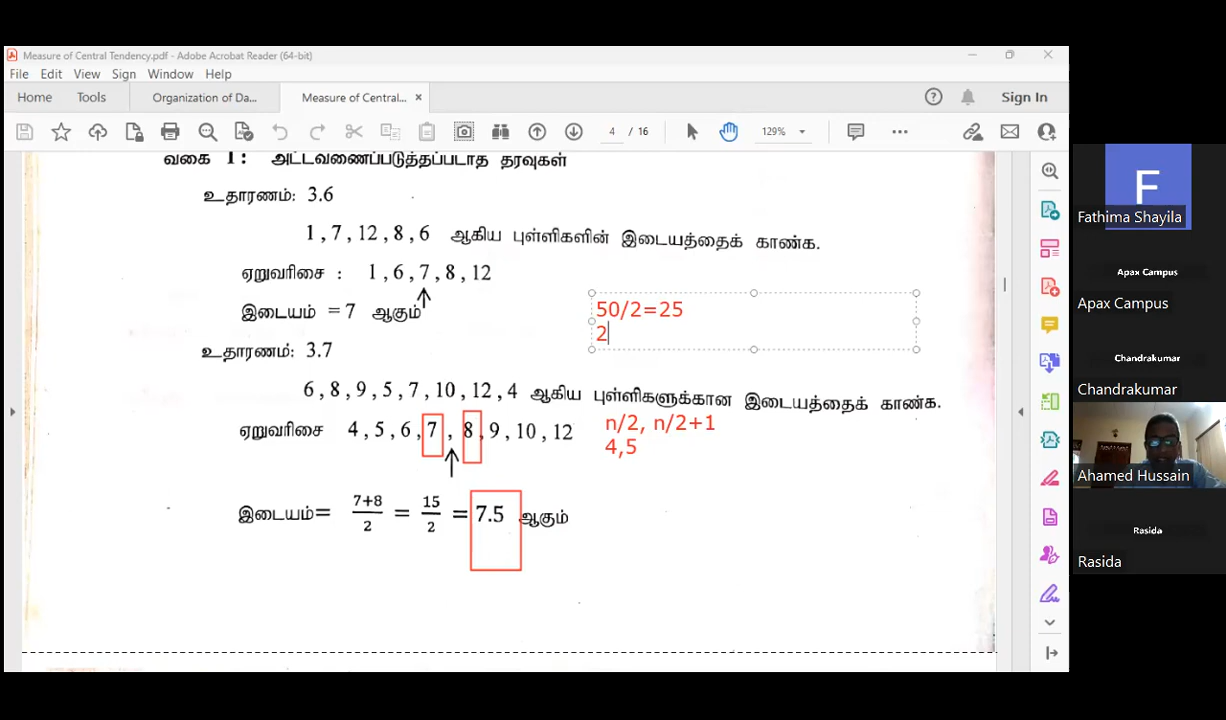 Measure of Central Tendency.pdf - Adobe Acrobat Reader (64-bit)
File Edit View Sign Window Help
Home Tools Organization of Da... Measure of Central... × Sign In
4 / 16 129%
வகை 1: அட்டவணைப்படுத்தப்படாத தரவுகள்
உதாரணம்: 3.6
1 , 7 , 12 , 8 , 6 ஆகிய புள்ளிகளின் இடையத்தைக் காண்க.
ஏறுவரிசை : 1 , 6 , 7 , 8 , 12
இடையம் = 7 ஆகும்
50/2=25
2
உதாரணம்: 3.7
6 , 8 , 9 , 5 , 7 , 10 , 12 , 4 ஆகிய புள்ளிகளுக்கான இடையத்தைக் காண்க.
ஏறுவரிசை 4 , 5 , 6 , 7 , 8 , 9 , 10 , 12
n/2, n/2+1
4,5
இடையம்= 7+8/2 = 15/2 = 7.5 ஆகும்
F
Fathima Shayila
Apax Campus
Apax Campus
Chandrakumar
Chandrakumar
Ahamed Hussain
Rasida
Rasida